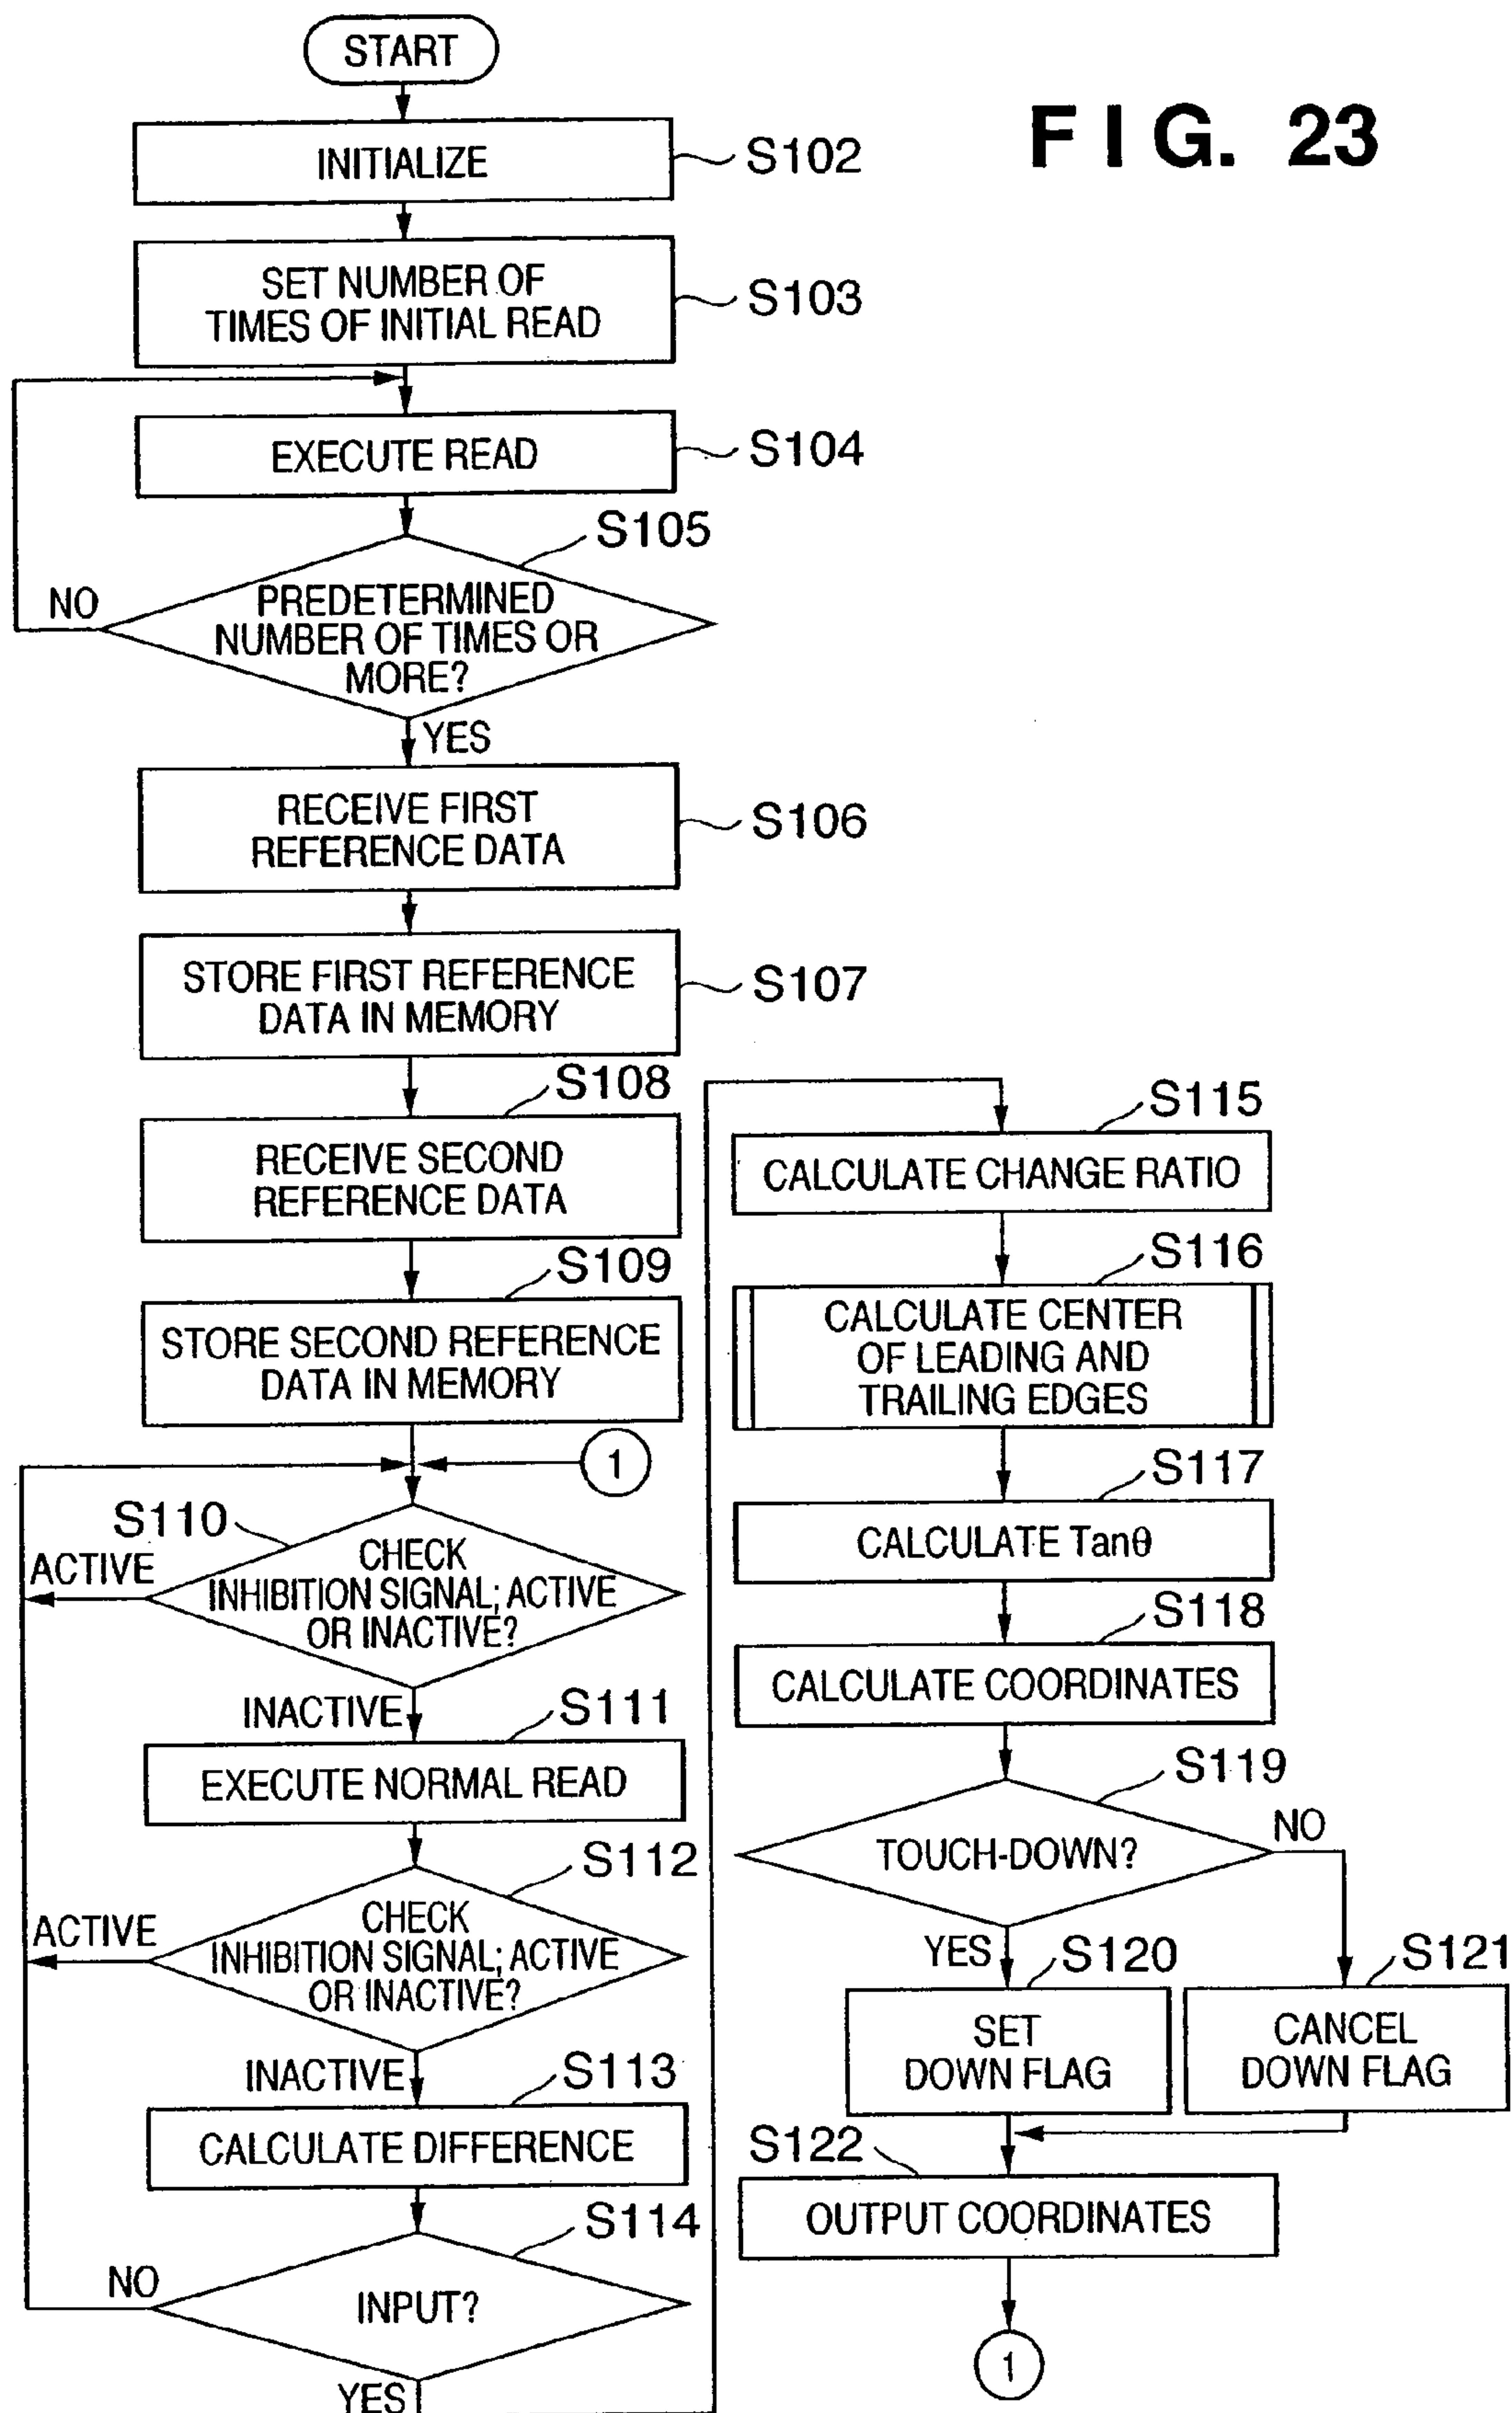 START
FIG. 23
INITIALIZE
S102
SET NUMBER OF
TIMES OF INITIAL READ
S103
EXECUTE READ
S104
S105
NO
PREDETERMINED
NUMBER OF TIMES OR
MORE?
YES
RECEIVE FIRST
REFERENCE DATA
S106
STORE FIRST REFERENCE
DATA IN MEMORY
S107
S108
RECEIVE SECOND
REFERENCE DATA
S109
STORE SECOND REFERENCE
DATA IN MEMORY
1
S110
ACTIVE
CHECK
INHIBITION SIGNAL; ACTIVE
OR INACTIVE?
INACTIVE
S111
EXECUTE NORMAL READ
S112
ACTIVE
CHECK
INHIBITION SIGNAL; ACTIVE
OR INACTIVE?
INACTIVE
S113
CALCULATE DIFFERENCE
S114
NO
INPUT?
YES
S115
CALCULATE CHANGE RATIO
S116
CALCULATE CENTER
OF LEADING AND
TRAILING EDGES
S117
CALCULATE Tanθ
S118
CALCULATE COORDINATES
S119
TOUCH-DOWN?
NO
YES
S120
SET
DOWN FLAG
S121
CANCEL
DOWN FLAG
S122
OUTPUT COORDINATES
1